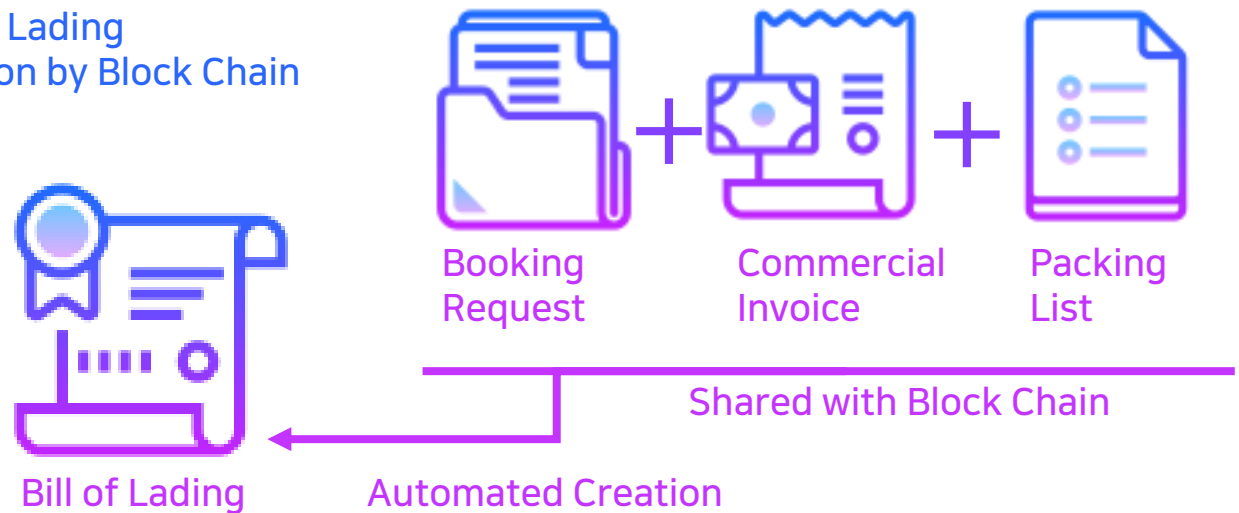 Lading
on by Block Chain
Booking
Request
Commercial
Invoice
Packing
List
Shared with Block Chain
Bill of Lading
Automated Creation